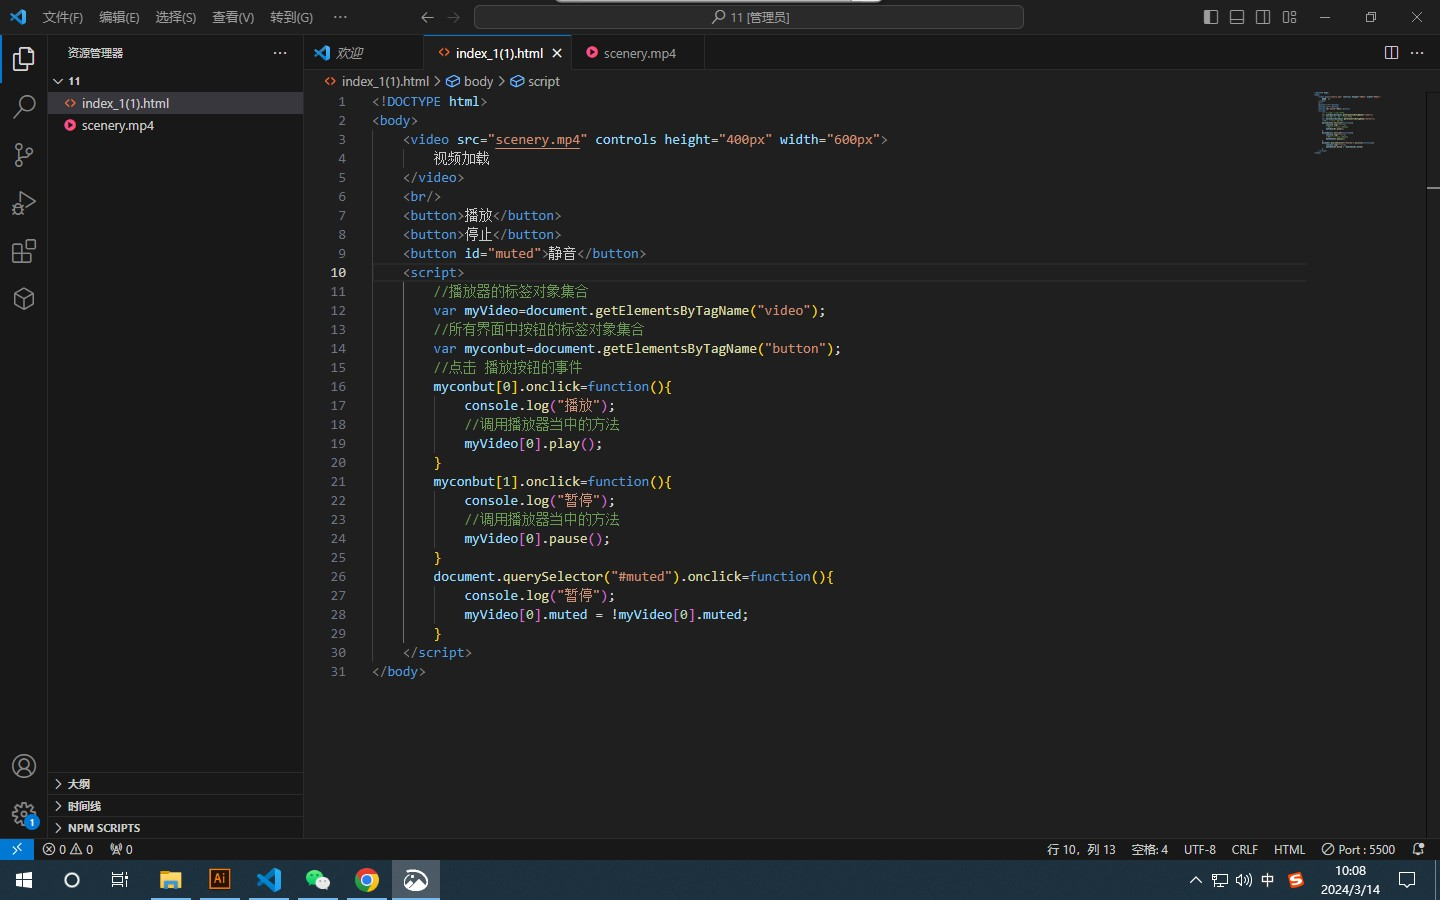 文件(F) 编辑(E) 选择(S) 查看(V) 转到(G) ··· 11 [管理员]
资源管理器 ···
欢迎 index_1(1).html scenery.mp4
11
index_1(1).html
scenery.mp4
index_1(1).html > body > script
1 <!DOCTYPE html>
2 <body>
3 <video src="scenery.mp4" controls height="400px" width="600px">
4 视频加载
5 </video>
6 <br/>
7 <button>播放</button>
8 <button>停止</button>
9 <button id="muted">静音</button>
10 <script>
11 //播放器的标签对象集合
12 var myVideo=document.getElementsByTagName("video");
13 //所有界面中按钮的标签对象集合
14 var myconbut=document.getElementsByTagName("button");
15 //点击 播放按钮的事件
16 myconbut[0].onclick=function(){
17 console.log("播放");
18 //调用播放器当中的方法
19 myVideo[0].play();
20 }
21 myconbut[1].onclick=function(){
22 console.log("暂停");
23 //调用播放器当中的方法
24 myVideo[0].pause();
25 }
26 document.querySelector("#muted").onclick=function(){
27 console.log("暂停");
28 myVideo[0].muted = !myVideo[0].muted;
29 }
30 </script>
31 </body>
大纲
时间线
NPM SCRIPTS
1
0 0 0 行 10，列 13 空格: 4 UTF-8 CRLF HTML Port : 5500
Ai 中 S 10:08
2024/3/14